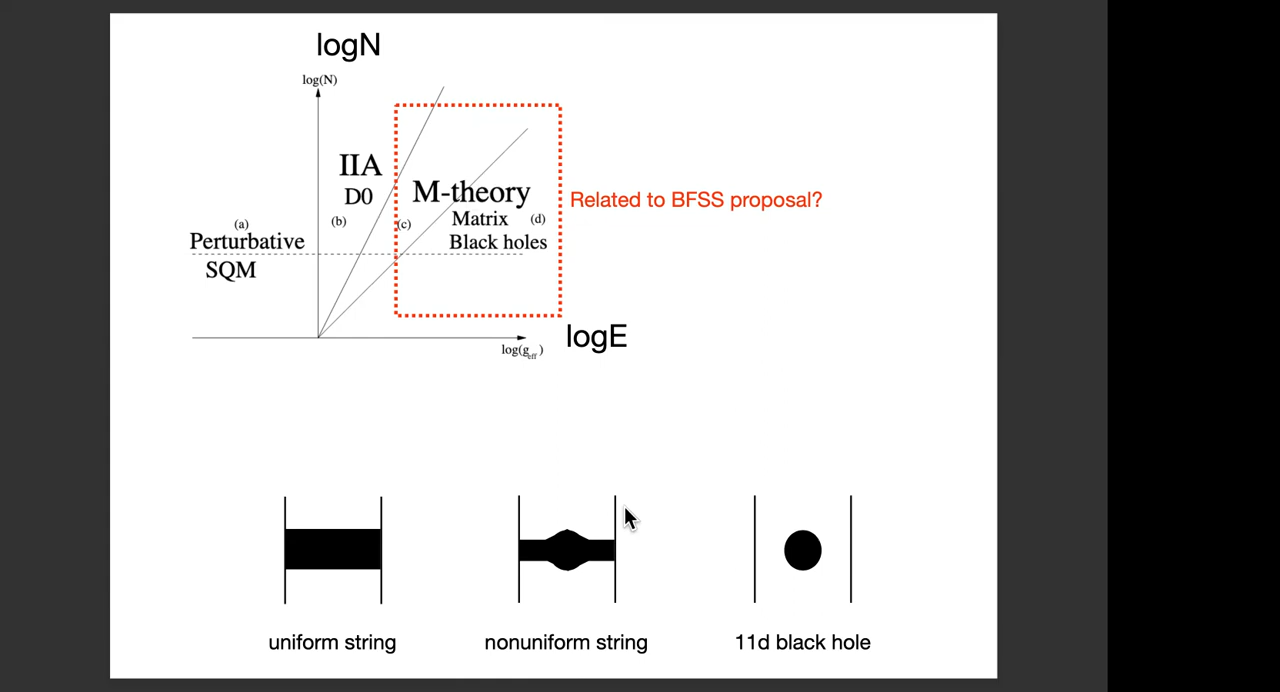 logN
log(N)
IIA
D0
M-theory
Related to BFSS proposal?
(a)
(b)
(c)
Matrix
(d)
Perturbative
Black holes
SQM
logE
log(g_eff)
uniform string
nonuniform string
11d black hole